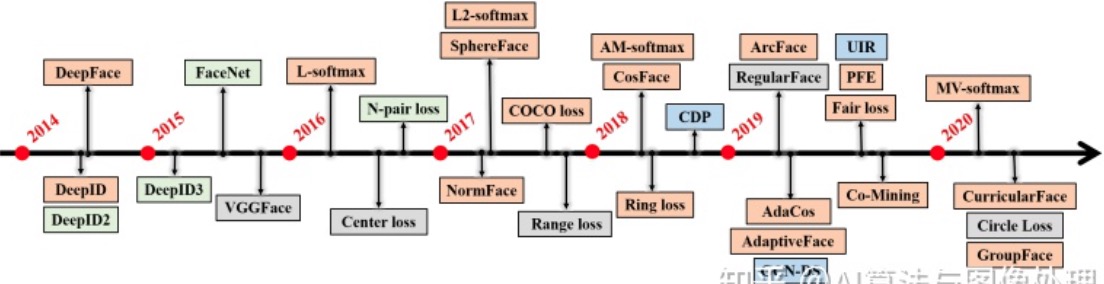 L2-softmax
SphereFace
AM-softmax
CosFace
ArcFace
RegularFace
UIR
PFE
Fair loss
DeepFace
FaceNet
L-softmax
N-pair loss
COCO loss
CDP
MV-softmax
2014
2015
2016
2017
2018
2019
2020
DeepID
DeepID2
DeepID3
VGGFace
Center loss
NormFace
Range loss
Ring loss
AdaCos
AdaptiveFace
GCN-DS
Co-Mining
CurricularFace
Circle Loss
GroupFace
知乎 @AI算法与图像处理